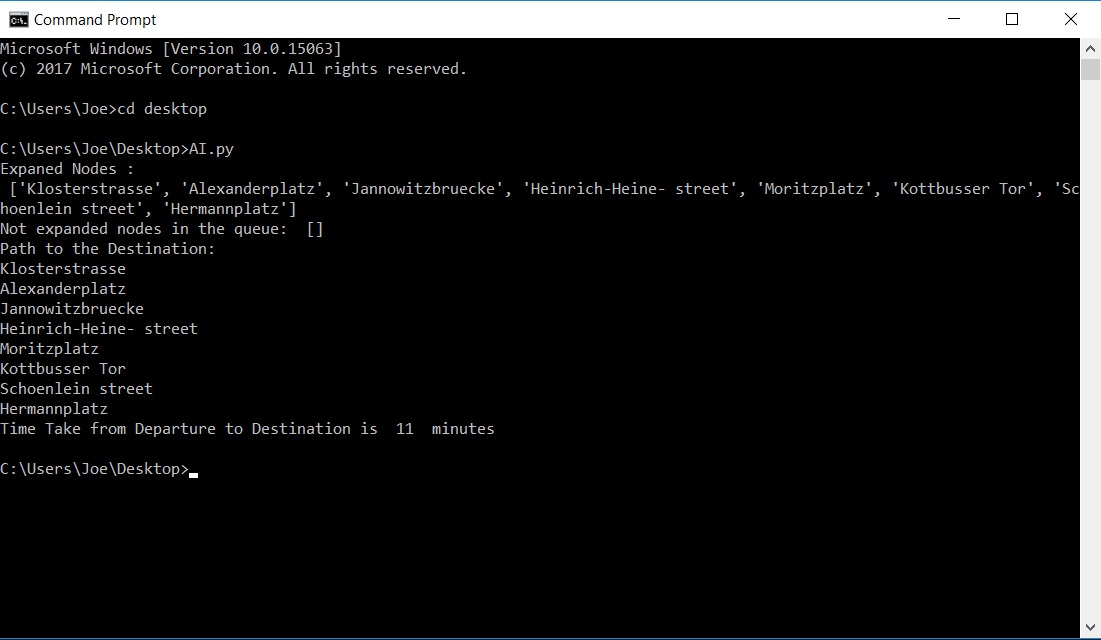 Command Prompt
Microsoft Windows [Version 10.0.15063]
(c) 2017 Microsoft Corporation. All rights reserved.
C:\Users\Joe>cd desktop
C:\Users\Joe\Desktop>AI.py
Expaned Nodes :
['Klosterstrasse', 'Alexanderplatz', 'Jannowitzbruecke', 'Heinrich-Heine- street', 'Moritzplatz', 'Kottbusser Tor', 'Sc
hoenlein street', 'Hermannplatz']
Not expanded nodes in the queue:  []
Path to the Destination:
Klosterstrasse
Alexanderplatz
Jannowitzbruecke
Heinrich-Heine- street
Moritzplatz
Kottbusser Tor
Schoenlein street
Hermannplatz
Time Take from Departure to Destination is  11  minutes
C:\Users\Joe\Desktop>